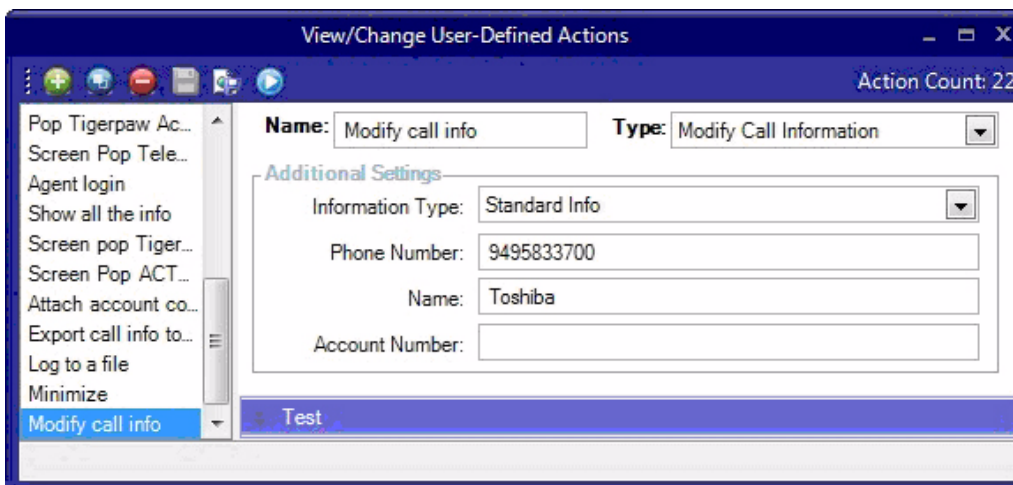 View/Change User-Defined Actions
Action Count: 22
Pop Tigerpaw Ac...
Screen Pop Tele...
Agent login
Show all the info
Screen pop Tiger...
Screen Pop ACT...
Attach account co...
Export call info to...
Log to a file
Minimize
Modify call info
Name: Modify call info Type: Modify Call Information
Additional Settings
Information Type: Standard Info
Phone Number: 9495833700
Name: Toshiba
Account Number:
Test